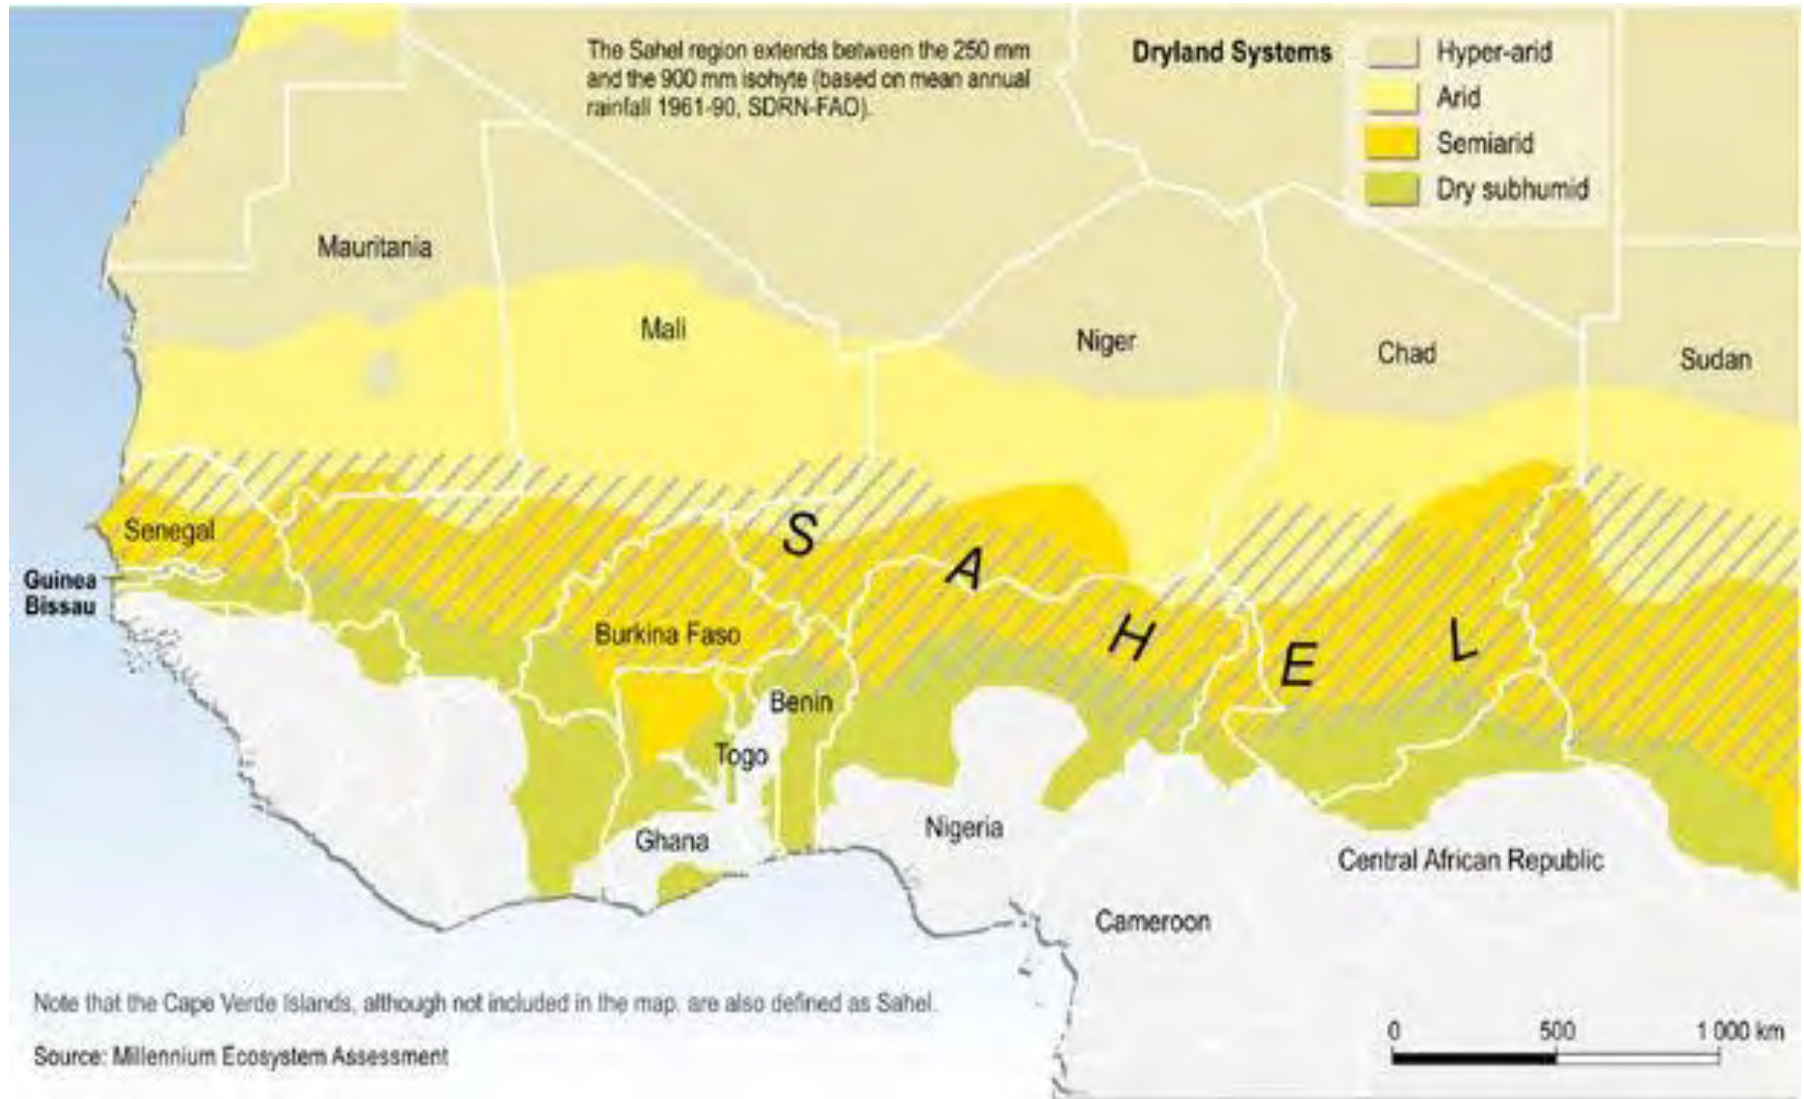 The Sahel region extends between the 250 mm
and the 900 mm isohyte (based on mean annual
rainfall 1961-90, SDRN-FAO).
Dryland Systems
Hyper-arid
Arid
Semiarid
Dry subhumid
Mauritania
Mali
Niger
Chad
Sudan
Senegal
Guinea
Bissau
S A H E L
Burkina Faso
Benin
Togo
Ghana
Nigeria
Central African Republic
Cameroon
Note that the Cape Verde Islands, although not included in the map, are also defined as Sahel.
Source: Millennium Ecosystem Assessment
0 500 1 000 km